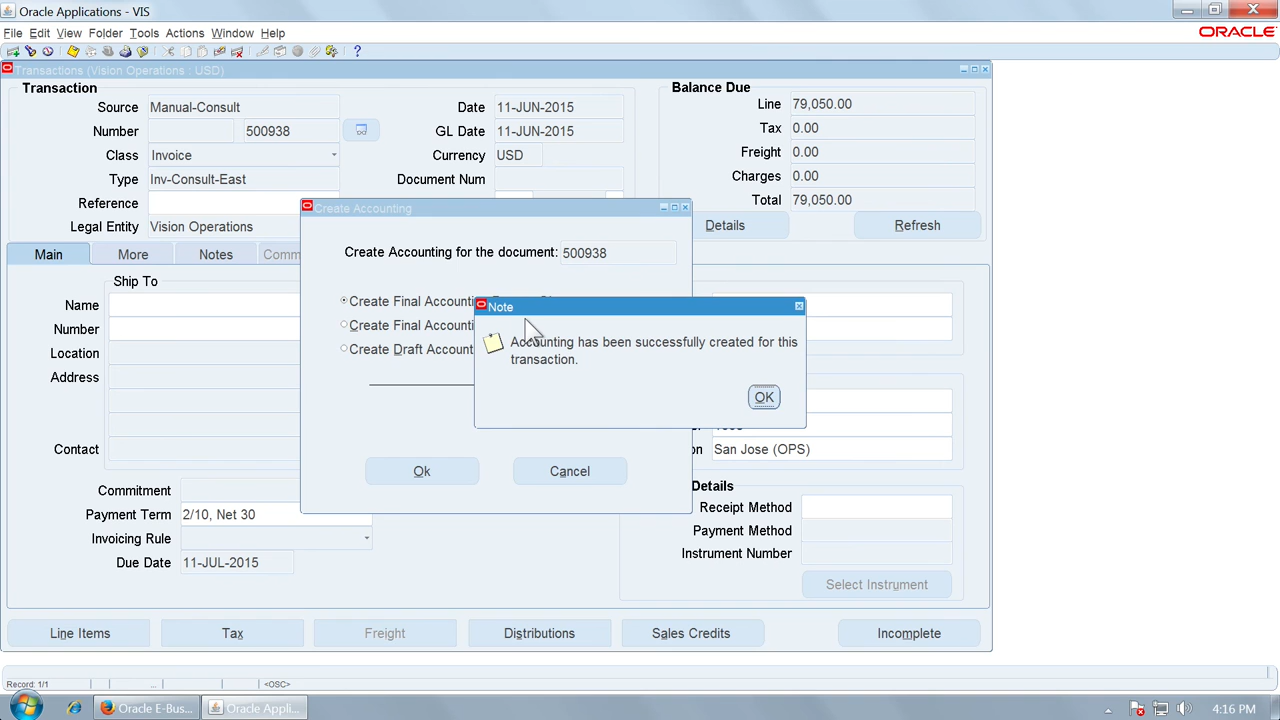 Oracle Applications - VIS
File Edit View Folder Tools Actions Window Help
ORACLE
Transactions (Vision Operations : USD)
Transaction
Source Manual-Consult
Number 500938
Class Invoice
Type Inv-Consult-East
Reference
Legal Entity Vision Operations
Date 11-JUN-2015
GL Date 11-JUN-2015
Currency USD
Document Num
Balance Due
Line 79,050.00
Tax 0.00
Freight 0.00
Charges 0.00
Total 79,050.00
Details Refresh
Main More Notes Comm
Ship To
Name
Number
Location
Address
Contact
Commitment
Payment Term 2/10, Net 30
Invoicing Rule
Due Date 11-JUL-2015
Create Accounting
Create Accounting for the document: 500938
Create Final Accounti
Create Final Accounti
Create Draft Account
Ok Cancel
Note
Accounting has been successfully created for this
transaction.
OK
San Jose (OPS)
Details
Receipt Method
Payment Method
Instrument Number
Select Instrument
Line Items Tax Freight Distributions Sales Credits Incomplete
Record: 1/1 ... <OSC>
Oracle E-Bus... Oracle Appli... 4:16 PM